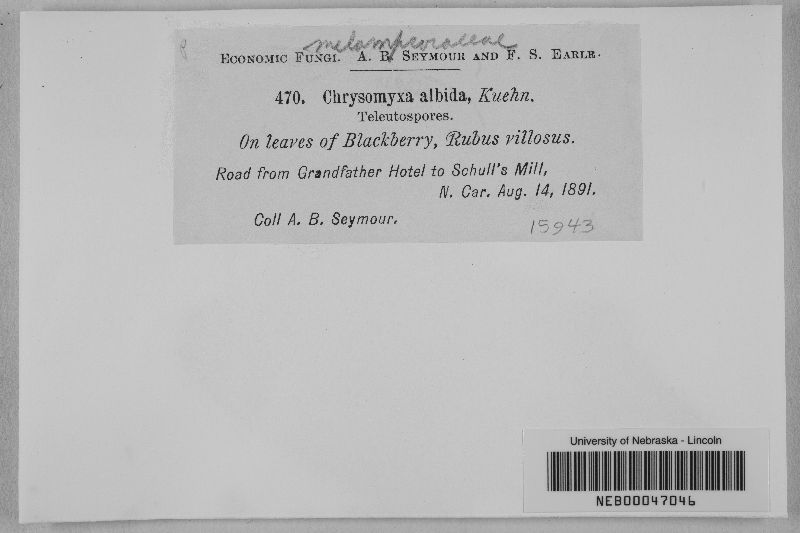 melampsoraceae
Economic Fungi. A. B. Seymour and F. S. Earle.
470. Chrysomyxa albida, Kuehn.
Teleutospores.
On leaves of Blackberry, Rubus villosus.
Road from Grandfather Hotel to Schull's Mill,
N. Car. Aug. 14, 1891.
Coll A. B. Seymour.
15943
University of Nebraska - Lincoln
NEB00047046